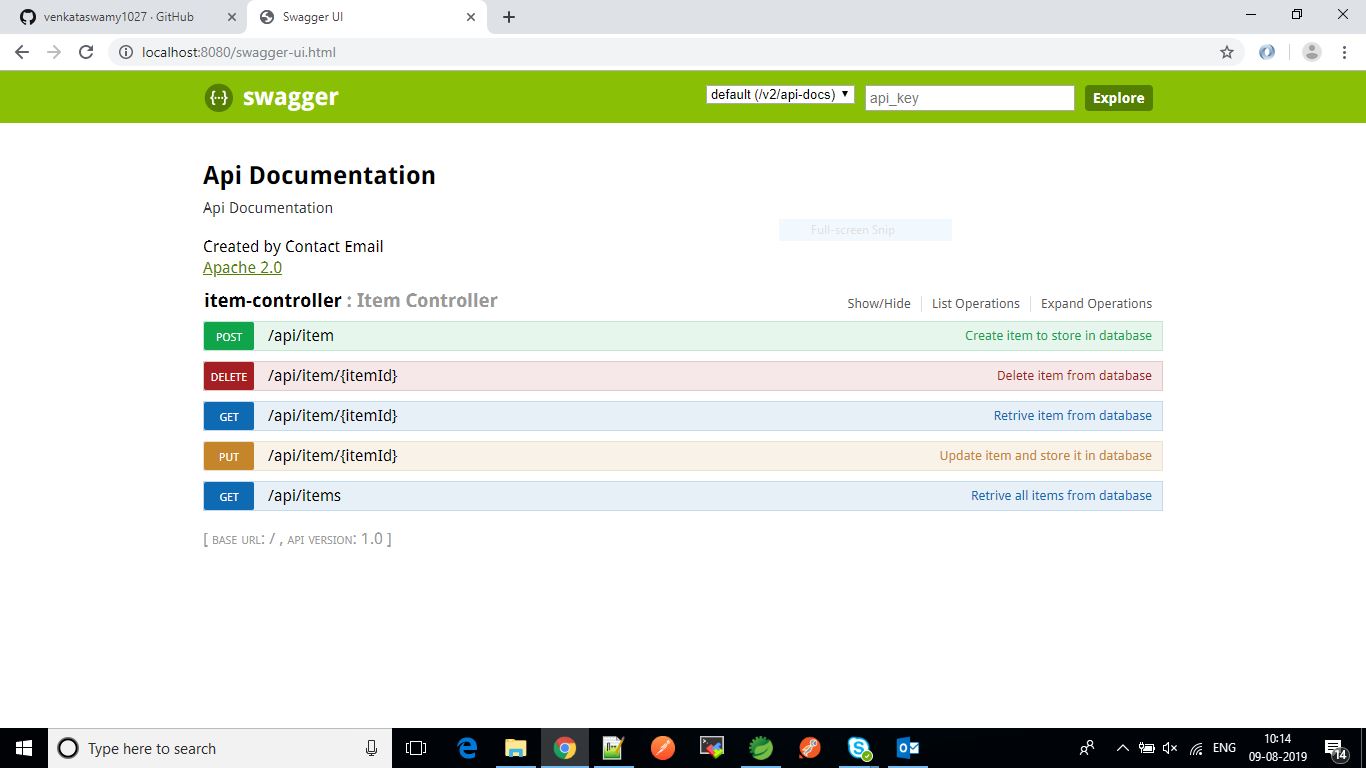 venkataswamy1027 · GitHub
Swagger UI
localhost:8080/swagger-ui.html
{··} swagger
default (/v2/api-docs)
api_key
Explore
Api Documentation
Api Documentation
Full-screen Snip
Created by Contact Email
Apache 2.0
item-controller : Item Controller
Show/Hide
List Operations
Expand Operations
POST /api/item Create item to store in database
DELETE /api/item/{itemId} Delete item from database
GET /api/item/{itemId} Retrive item from database
PUT /api/item/{itemId} Update item and store it in database
GET /api/items Retrive all items from database
[ BASE URL: / , API VERSION: 1.0 ]
Type here to search
ENG
10:14
09-08-2019
14